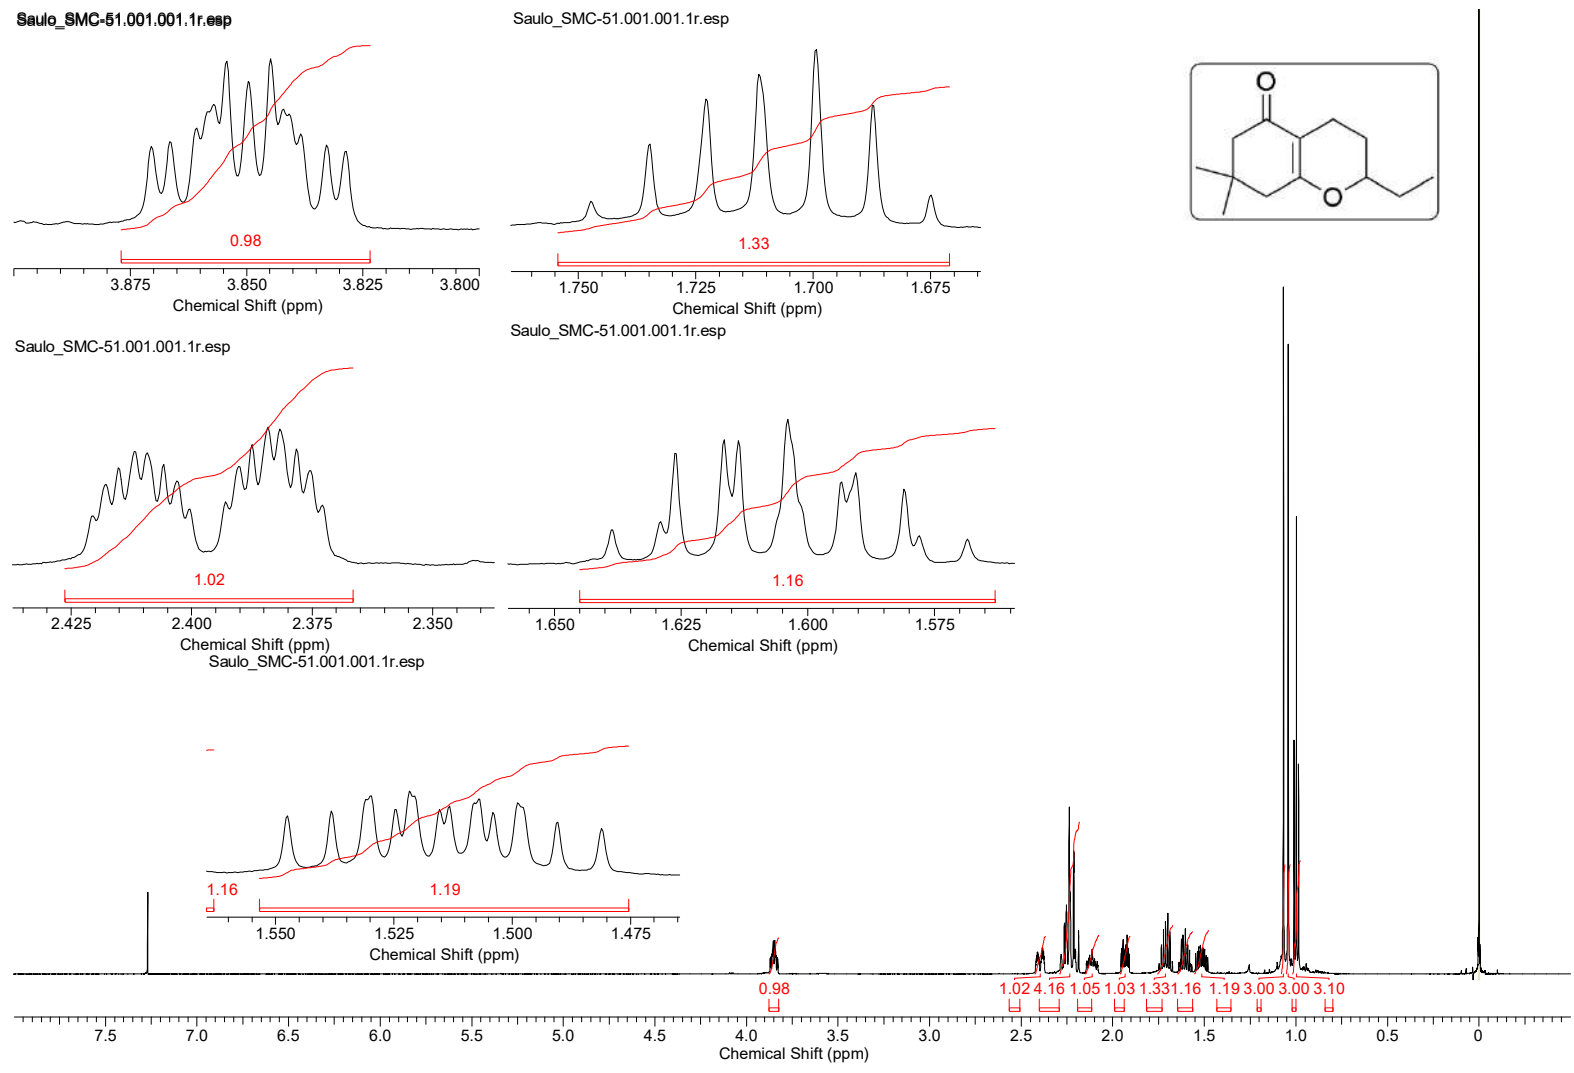 Saulo_SMC-51.001.001.1r.esp
0.98
3.875 3.850 3.825 3.800
Chemical Shift (ppm)
Saulo_SMC-51.001.001.1r.esp
1.33
1.750 1.725 1.700 1.675
Chemical Shift (ppm)
O
O
Saulo_SMC-51.001.001.1r.esp
1.02
2.425 2.400 2.375 2.350
Chemical Shift (ppm)
Saulo_SMC-51.001.001.1r.esp
1.16
1.650 1.625 1.600 1.575
Chemical Shift (ppm)
Saulo_SMC-51.001.001.1r.esp
1.16 1.19
1.550 1.525 1.500 1.475
Chemical Shift (ppm)
0.98 1.02 4.16 1.05 1.03 1.33 1.16 1.19 3.00 3.00 3.10
7.5 7.0 6.5 6.0 5.5 5.0 4.5 4.0 3.5 3.0 2.5 2.0 1.5 1.0 0.5 0
Chemical Shift (ppm)